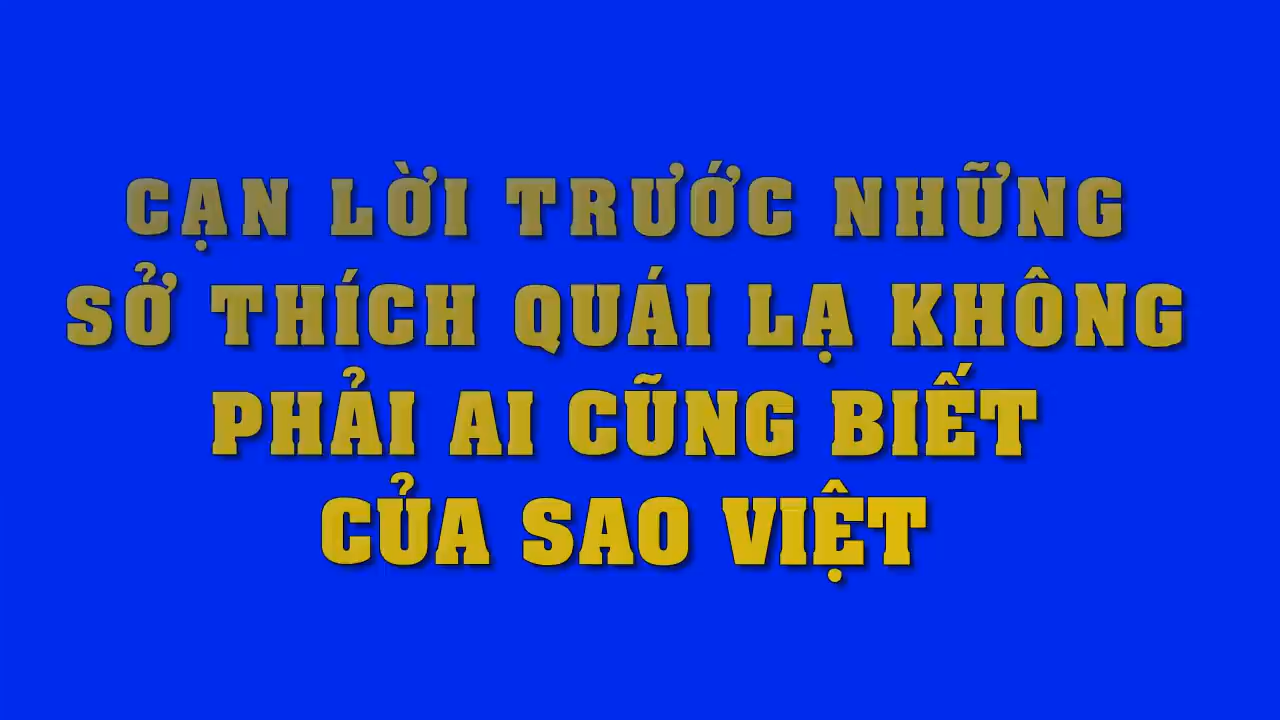 CẠN LỜI TRƯỚC NHỮNG
SỞ THÍCH QUÁI LẠ KHÔNG
PHẢI AI CŨNG BIẾT
CỦA SAO VIỆT